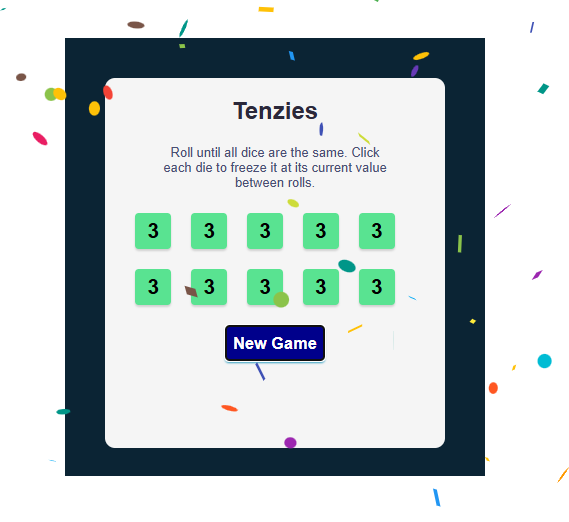 Tenzies
Roll until all dice are the same. Click
each die to freeze it at its current value
between rolls.
3 3 3 3 3
3 3 3 3 3
New Game